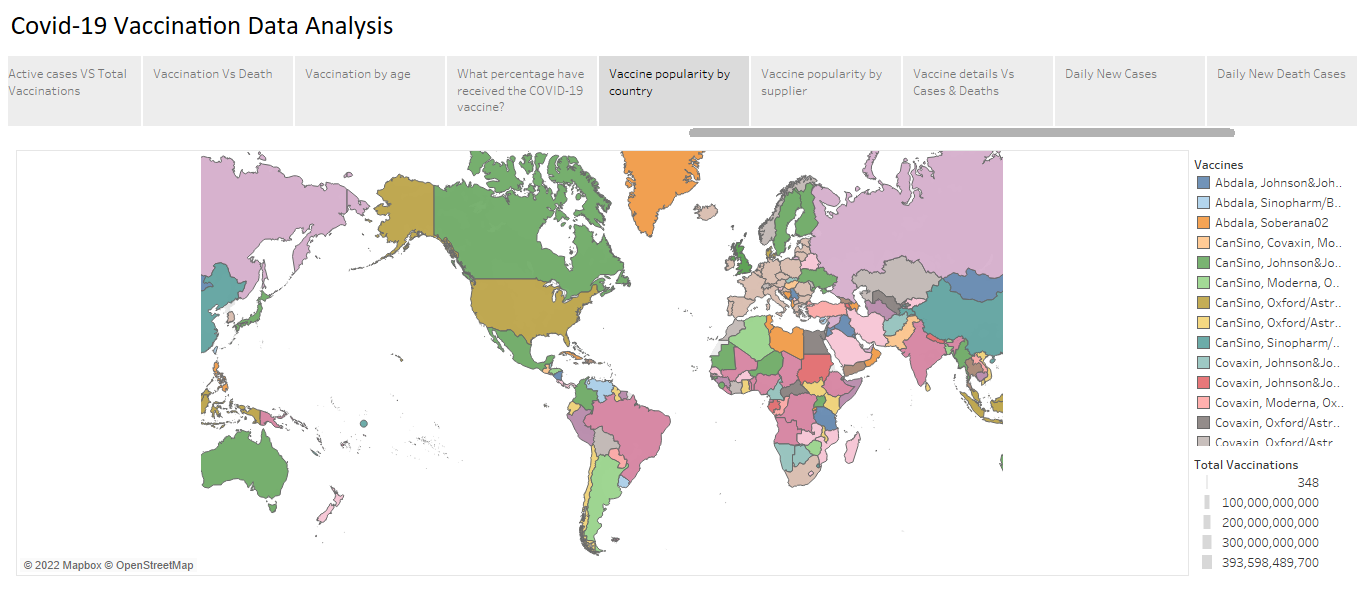 Covid-19 Vaccination Data Analysis
Active cases VS Total
Vaccinations
Vaccination Vs Death
Vaccination by age
What percentage have
received the COVID-19
vaccine?
Vaccine popularity by
country
Vaccine popularity by
supplier
Vaccine details Vs
Cases & Deaths
Daily New Cases
Daily New Death Cases
Vaccines
Abdala, Johnson&Joh..
Abdala, Sinopharm/B..
Abdala, Soberana02
CanSino, Covaxin, Mo..
CanSino, Johnson&Jo..
CanSino, Moderna, O..
CanSino, Oxford/Astr..
CanSino, Oxford/Astr..
CanSino, Sinopharm/..
Covaxin, Johnson&Jo..
Covaxin, Johnson&Jo..
Covaxin, Moderna, Ox..
Covaxin, Oxford/Astr..
Covaxin, Oxford/Astr
Total Vaccinations
348
100,000,000,000
200,000,000,000
300,000,000,000
393,598,489,700
© 2022 Mapbox © OpenStreetMap